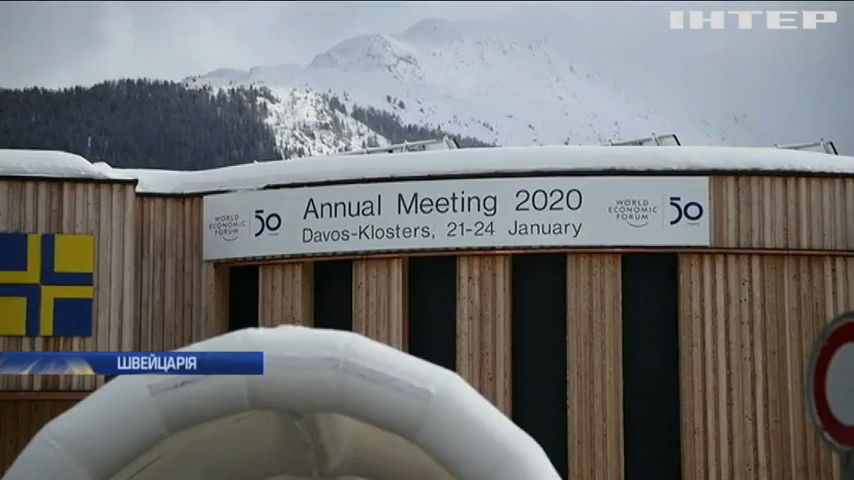 ІНТЕР
WORLD
ECONOMIC
FORUM
50
Annual Meeting 2020
Davos-Klosters, 21-24 January
WORLD
ECONOMIC
FORUM
50
ШВЕЙЦАРІЯ